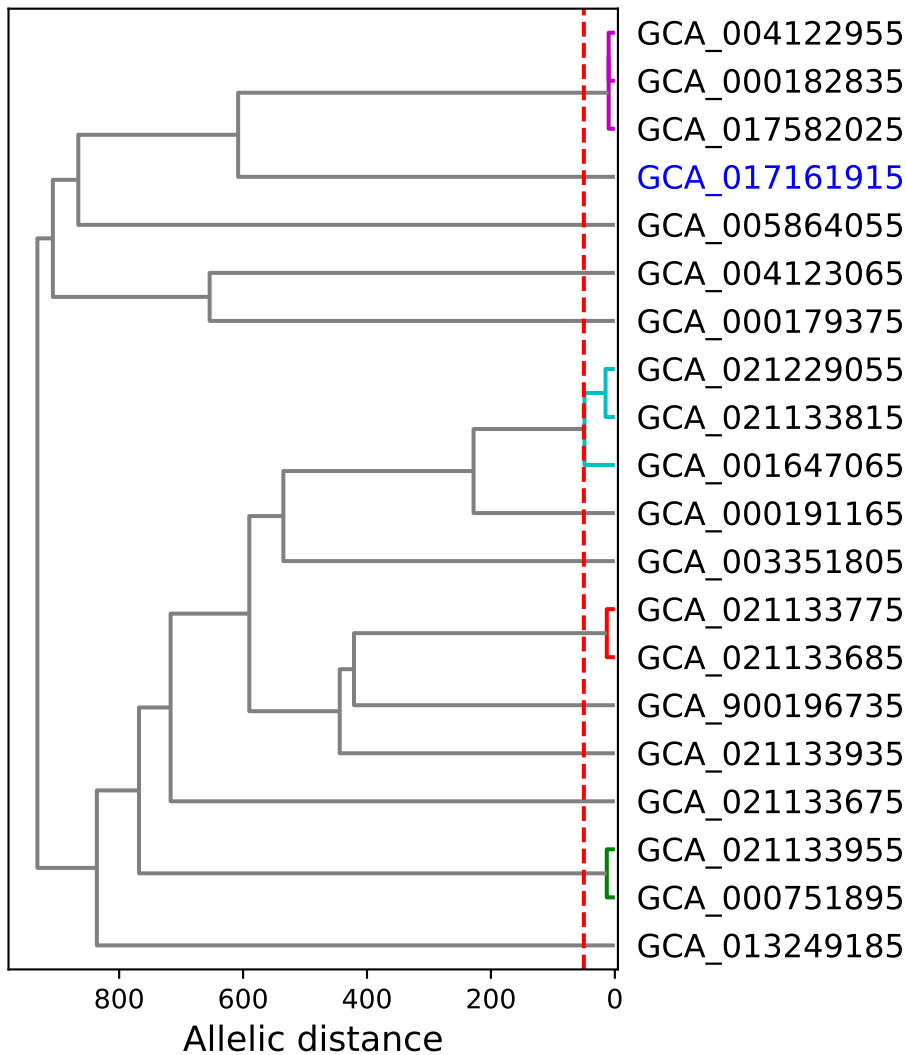 GCA_004122955
GCA_000182835
GCA_017582025
GCA_017161915
GCA_005864055
GCA_004123065
GCA_000179375
GCA_021229055
GCA_021133815
GCA_001647065
GCA_000191165
GCA_003351805
GCA_021133775
GCA_021133685
GCA_900196735
GCA_021133935
GCA_021133675
GCA_021133955
GCA_000751895
GCA_013249185
800 600 400 200 0
Allelic distance